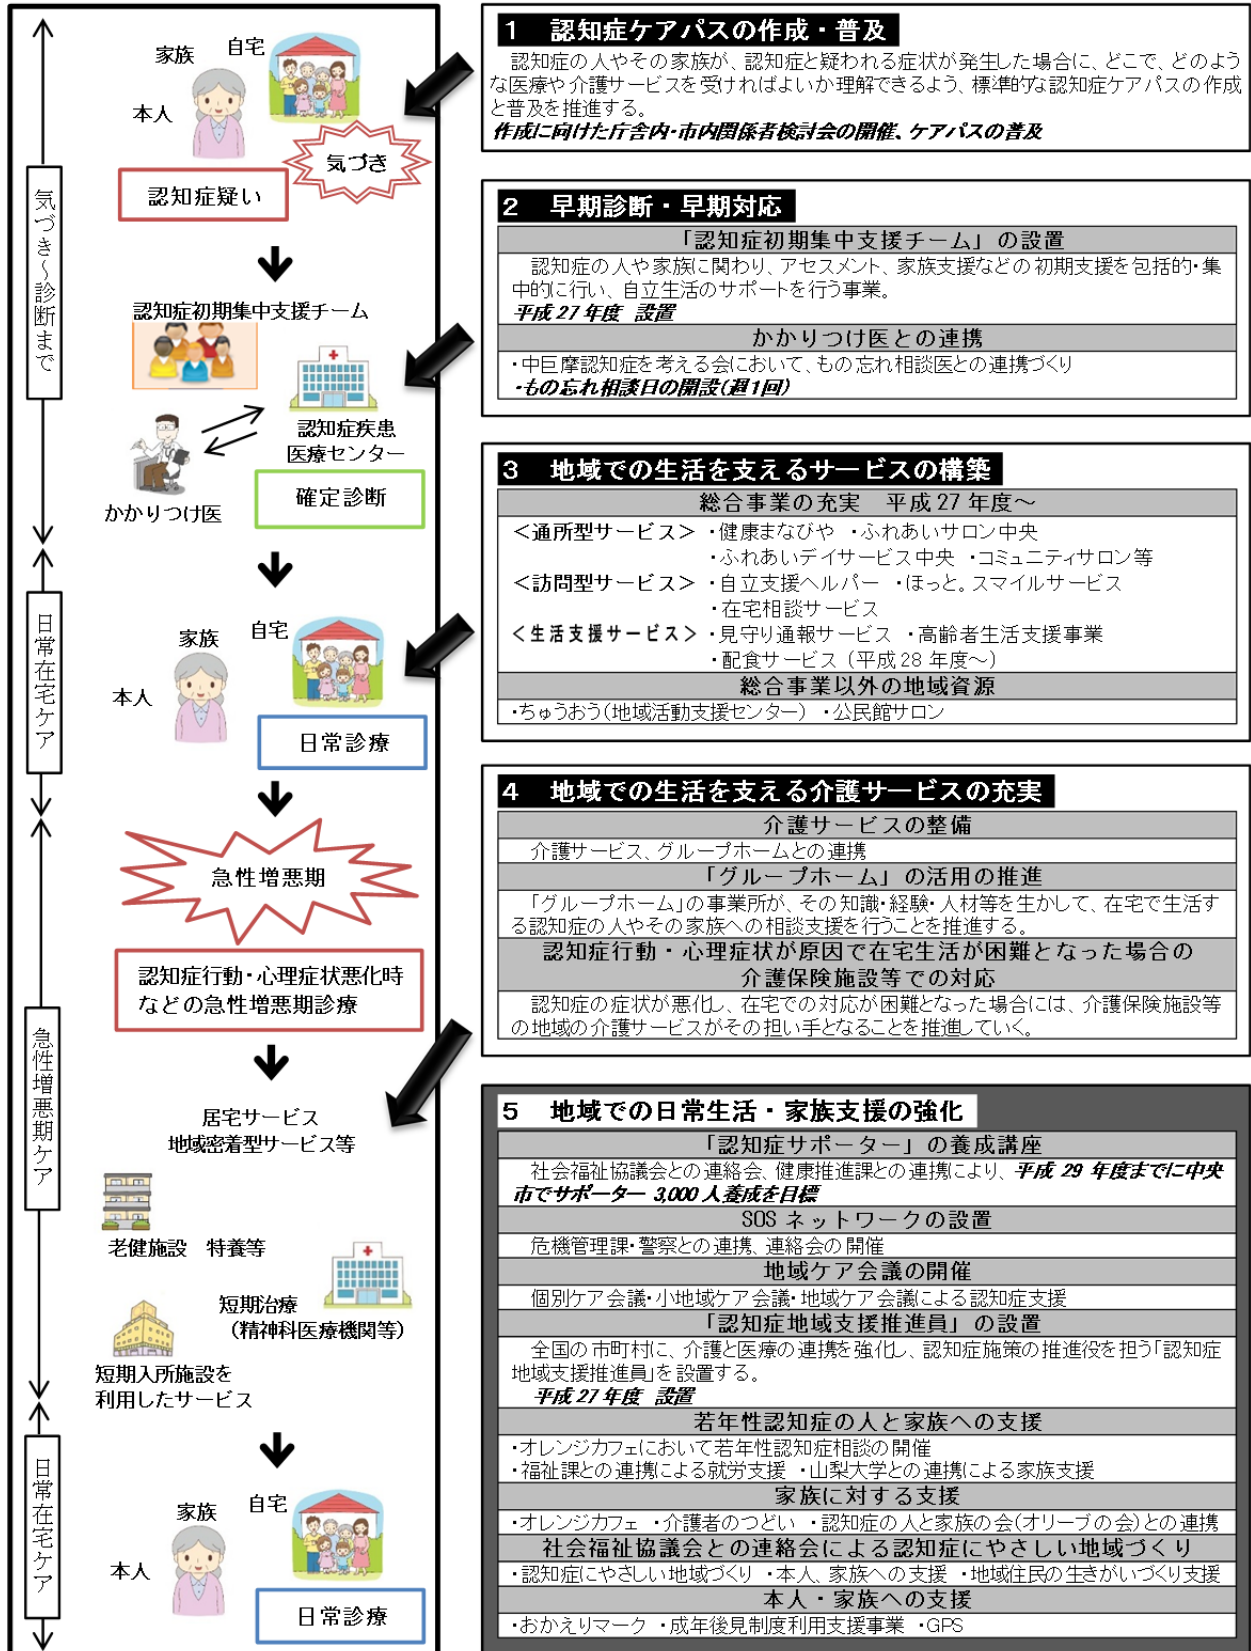 気づき～診断まで
日常在宅ケア
急性増悪期ケア
日常在宅ケア
家族
自宅
本人
気づき
認知症疑い
認知症初期集中支援チーム
認知症疾患
医療センター
かかりつけ医
確定診断
家族
自宅
本人
日常診療
急性増悪期
認知症行動・心理症状悪化時
などの急性増悪期診療
居宅サービス
地域密着型サービス等
老健施設　特養等
短期治療
（精神科医療機関等）
短期入所施設を
利用したサービス
家族
自宅
本人
日常診療
1　認知症ケアパスの作成・普及
認知症の人やその家族が、認知症と疑われる症状が発生した場合に、どこで、どのよう
な医療や介護サービスを受ければよいか理解できるよう、標準的な認知症ケアパスの作成
と普及を推進する。
作成に向けた庁舎内・市内関係者検討会の開催、ケアパスの普及
2　早期診断・早期対応
「認知症初期集中支援チーム」の設置
認知症の人や家族に関わり、アセスメント、家族支援などの初期支援を包括的・集
中的に行い、自立生活のサポートを行う事業。
平成27年度 設置
かかりつけ医との連携
・中巨摩認知症を考える会において、もの忘れ相談医との連携づくり
・もの忘れ相談日の開設（週1回）
3　地域での生活を支えるサービスの構築
総合事業の充実　平成27年度～
＜通所型サービス＞・健康まなびや ・ふれあいサロン中央
・ふれあいデイサービス中央 ・コミュニティサロン等
＜訪問型サービス＞・自立支援ヘルパー ・ほっと。スマイルサービス
・在宅相談サービス
＜生活支援サービス＞・見守り通報サービス ・高齢者生活支援事業
・配食サービス（平成28年度～）
総合事業以外の地域資源
・ちゅうおう（地域活動支援センター） ・公民館サロン
4　地域での生活を支える介護サービスの充実
介護サービスの整備
介護サービス、グループホームとの連携
「グループホーム」の活用の推進
「グループホーム」の事業所が、その知識・経験・人材等を生かして、在宅で生活す
る認知症の人やその家族への相談支援を行うことを推進する。
認知症行動・心理症状が原因で在宅生活が困難となった場合の
介護保険施設等での対応
認知症の症状が悪化し、在宅での対応が困難となった場合には、介護保険施設等
の地域の介護サービスがその担い手となることを推進していく。
5　地域での日常生活・家族支援の強化
「認知症サポーター」の養成講座
社会福祉協議会との連絡会、健康推進課との連携により、平成 29 年度までに中央
市でサポーター 3,000 人養成を目標
SOSネットワークの設置
危機管理課・警察との連携、連絡会の開催
地域ケア会議の開催
個別ケア会議・小地域ケア会議・地域ケア会議による認知症支援
「認知症地域支援推進員」の設置
全国の市町村に、介護と医療の連携を強化し、認知症施策の推進役を担う「認知症
地域支援推進員」を設置する。
平成27年度 設置
若年性認知症の人と家族への支援
・オレンジカフェにおいて若年性認知症相談の開催
・福祉課との連携による就労支援 ・山梨大学との連携による家族支援
家族に対する支援
・オレンジカフェ ・介護者のつどい ・認知症の人と家族の会(オリーブの会)との連携
社会福祉協議会との連絡会による認知症にやさしい地域づくり
・認知症にやさしい地域づくり ・本人、家族への支援 ・地域住民の生きがいづくり支援
本人・家族への支援
・おかえりマーク ・成年後見制度利用支援事業 ・GPS